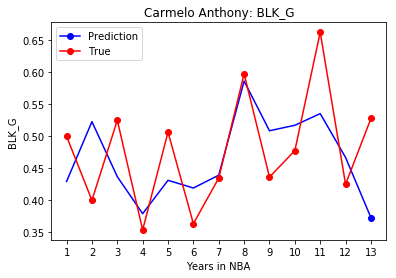 Carmelo Anthony: BLK_G
Prediction
True
BLK_G
0.65
0.60
0.55
0.50
0.45
0.40
0.35
1 2 3 4 5 6 7 8 9 10 11 12 13
Years in NBA